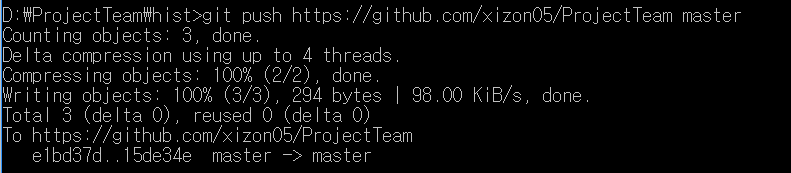 D:₩ProjectTeam₩hist>git push https://github.com/xizon05/ProjectTeam master
Counting objects: 3, done.
Delta compression using up to 4 threads.
Compressing objects: 100% (2/2), done.
Writing objects: 100% (3/3), 294 bytes | 98.00 KiB/s, done.
Total 3 (delta 0), reused 0 (delta 0)
To https://github.com/xizon05/ProjectTeam
   e1bd37d..15de34e  master -> master